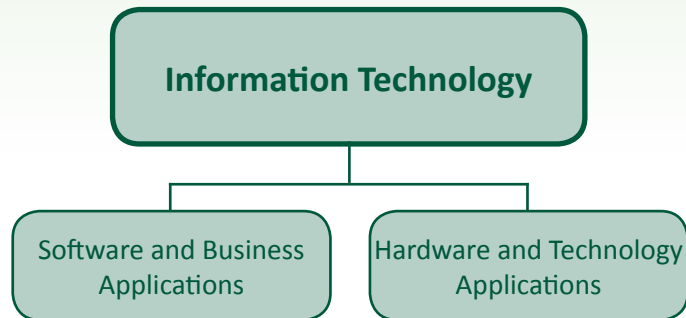 Information Technology
Software and Business
Applications
Hardware and Technology
Applications